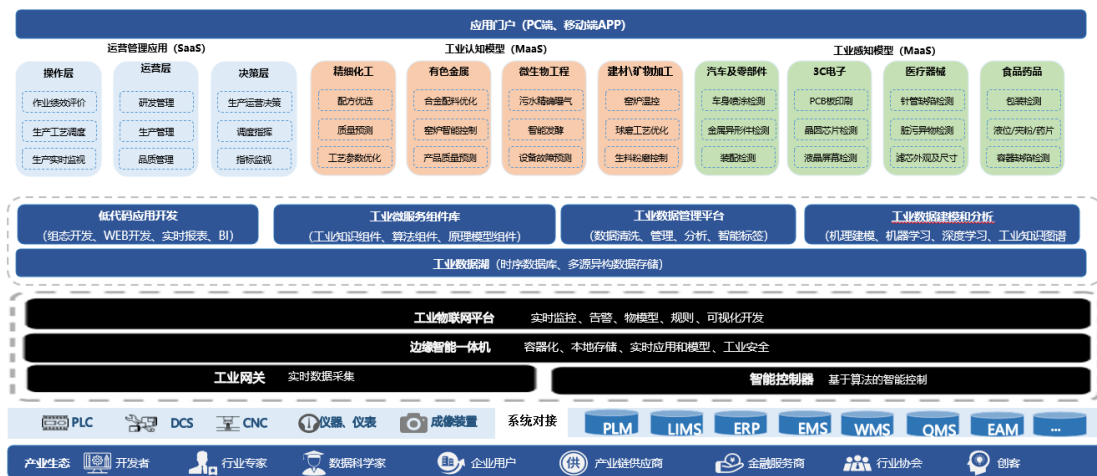 应用门户 (PC端、移动端APP)
运营管理应用 (SaaS)
工业认知模型 (MaaS)
工业感知模型 (MaaS)
操作层
作业绩效评价
生产工艺调度
生产实时监视
运营层
研发管理
生产管理
品质管理
决策层
生产运营决策
调度指挥
指标监视
精细化工
配方优选
质量预测
工艺参数优化
有色金属
合金配料优化
窑炉智能控制
产品质量预测
微生物工程
污水精确曝气
智能发酵
设备故障预测
建材\矿物加工
窑炉温控
球磨工艺优化
生料粉磨控制
汽车及零部件
车身喷涂检测
金属异形件检测
装配检测
3C电子
PCB板印刷
晶圆芯片检测
液晶屏幕检测
医疗器械
针管缺陷检测
脏污异物检测
滤芯外观及尺寸
食品药品
包装检测
液位/夹粉/药片
容器缺陷检测
低代码应用开发
(组态开发、WEB开发、实时报表、BI)
工业微服务组件库
(工业知识组件、算法组件、原理模型组件)
工业数据管理平台
(数据清洗、管理、分析、智能标签)
工业数据建模和分析
(机理建模、机器学习、深度学习、工业知识图谱
工业数据湖 (时序数据库、多源异构数据存储)
工业物联网平台 实时监控、告警、物模型、规则、可视化开发
边缘智能一体机 容器化、本地存储、实时应用和模型、工业安全
工业网关 实时数据采集
智能控制器 基于算法的智能控制
PLC
DCS
CNC
仪器、仪表
成像装置
系统对接
PLM
LIMS
ERP
EMS
WMS
QMS
EAM
...
产业生态
开发者
行业专家
数据科学家
企业用户
供
产业链供应商
金融服务商
行业协会
创客